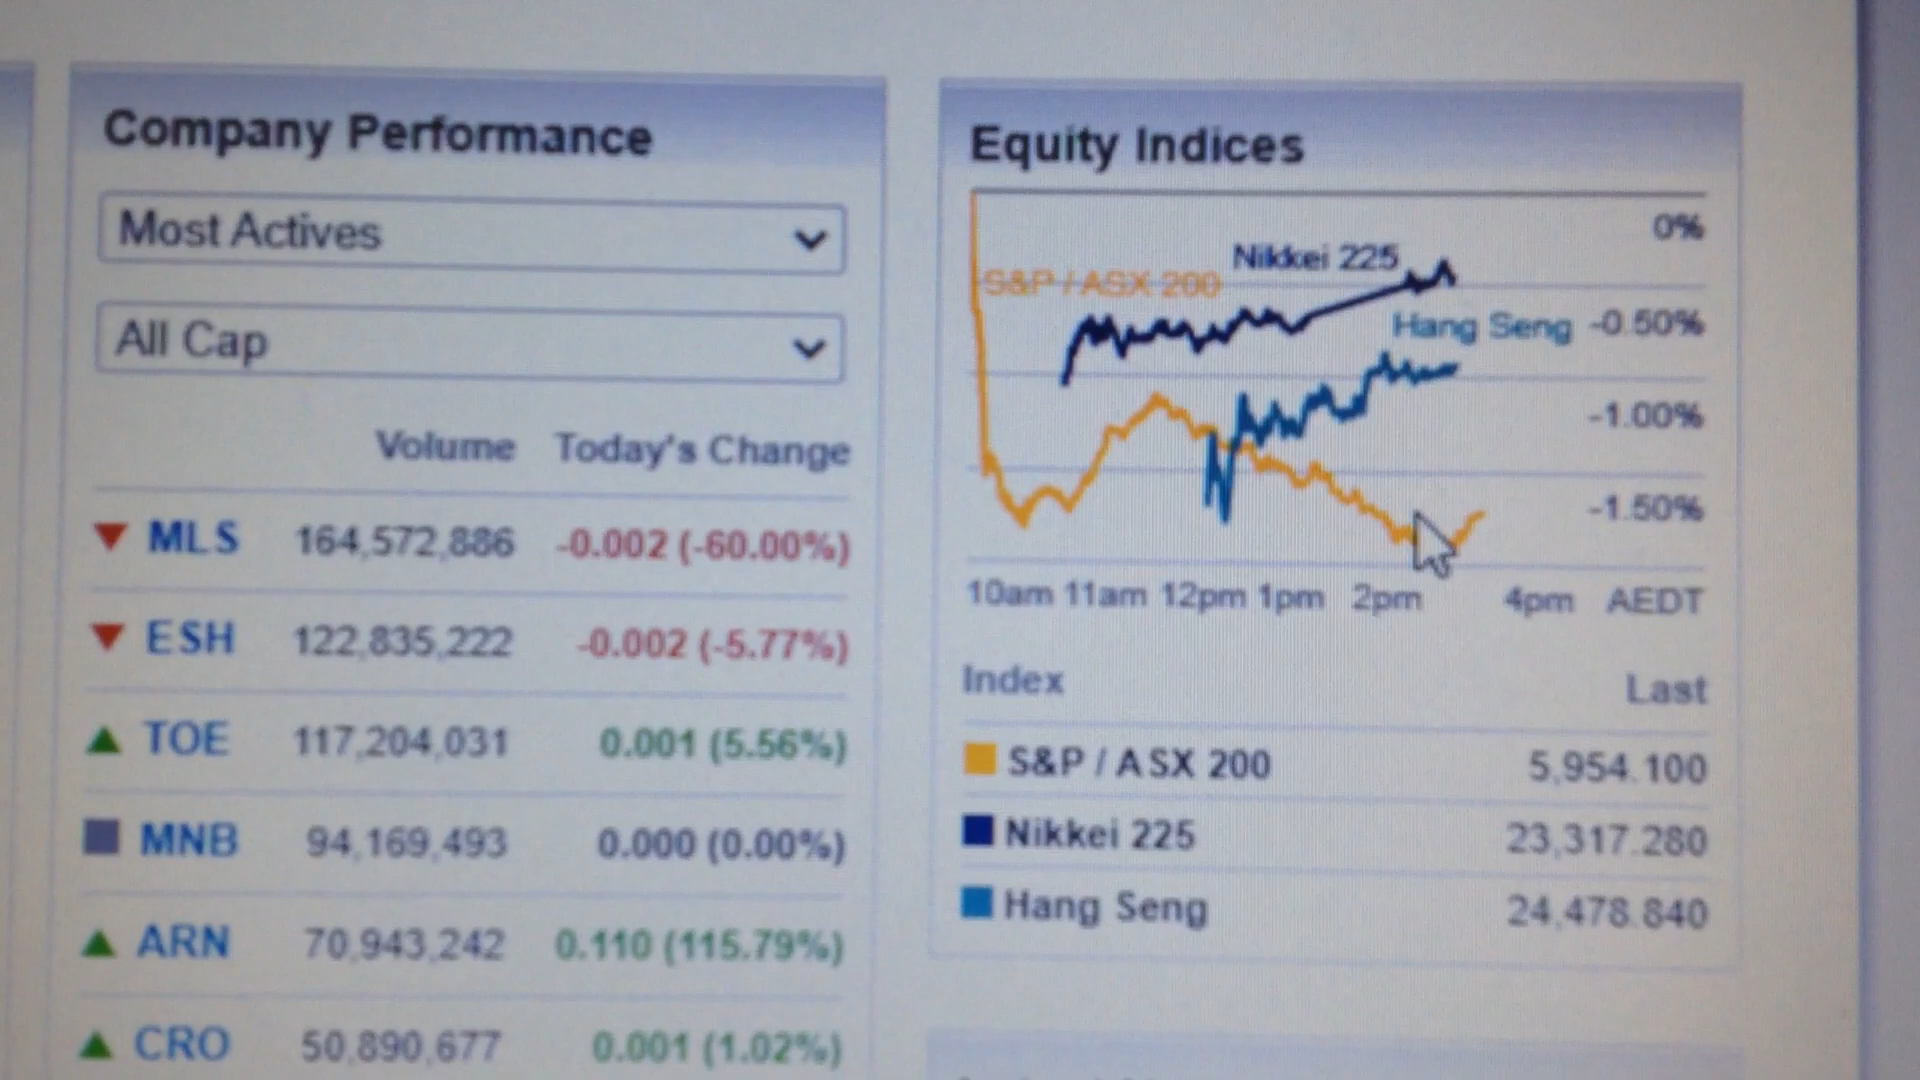 Company Performance
Most Actives
All Cap
Volume Today's Change
MLS 164,572,886 -0.002 (-60.00%)
ESH 122,835,222 -0.002 (-5.77%)
TOE 117,204,031 0.001 (5.56%)
MNB 94,169,493 0.000 (0.00%)
ARN 70,943,242 0.110 (115.79%)
CRO 50,890,677 0.001 (1.02%)
Equity Indices
0%
Nikkei 225
S&P / ASX 200
Hang Seng -0.50%
-1.00%
-1.50%
10am 11am 12pm 1pm 2pm 4pm AEDT
Index Last
S&P / ASX 200 5,954.100
Nikkei 225 23,317.280
Hang Seng 24,478.840